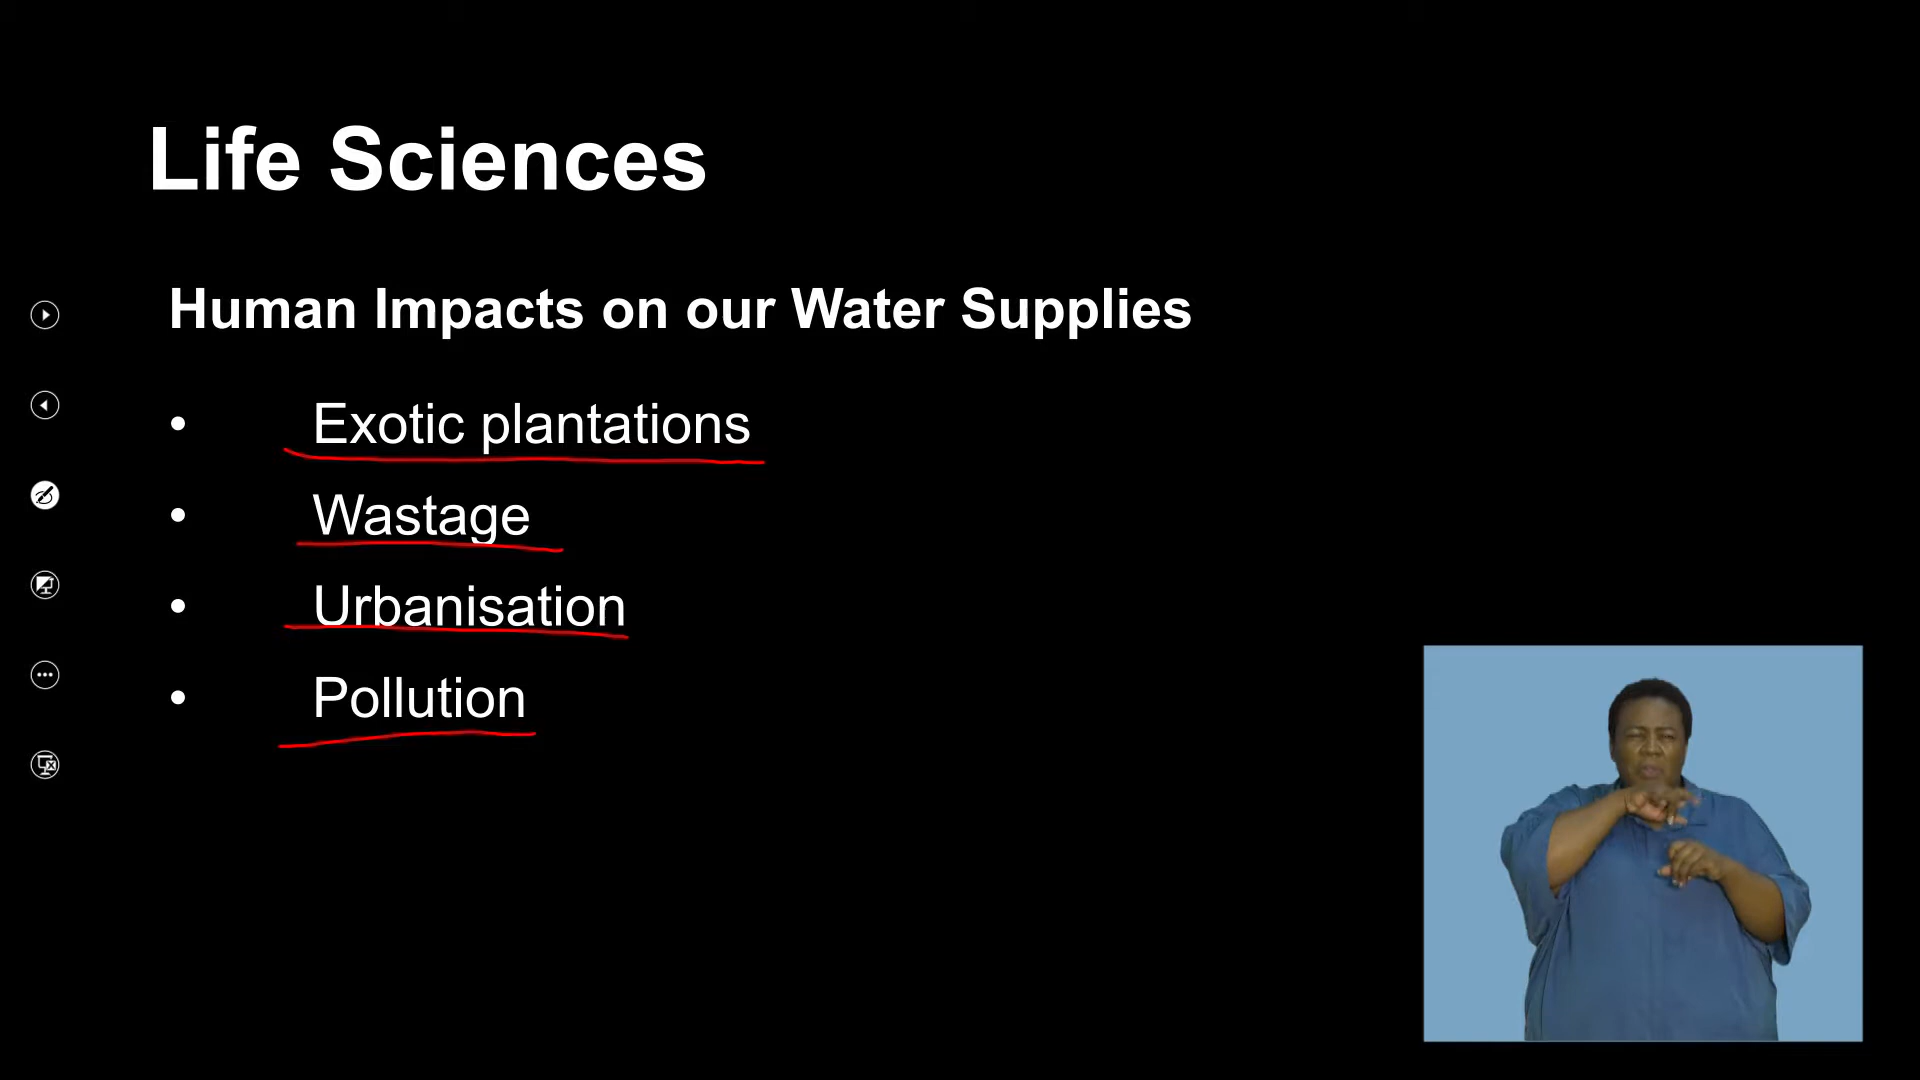 Life Sciences
Human Impacts on our Water Supplies
• Exotic plantations
• Wastage
• Urbanisation
• Pollution